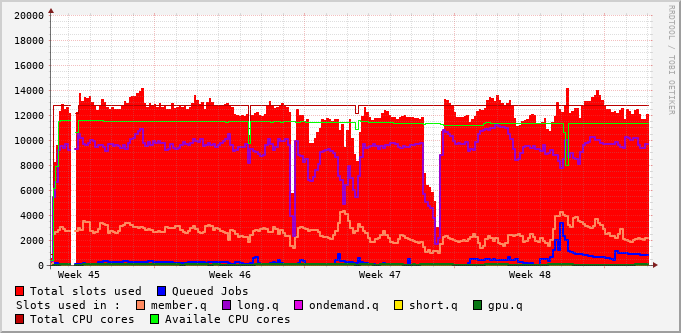 RRDTOOL / TOBI OETIKER
20000
18000
16000
14000
12000
10000
8000
6000
4000
2000
0
Week 45 Week 46 Week 47 Week 48
Total slots used Queued Jobs
Slots used in : member.q long.q ondemand.q short.q gpu.q
Total CPU cores Availale CPU cores